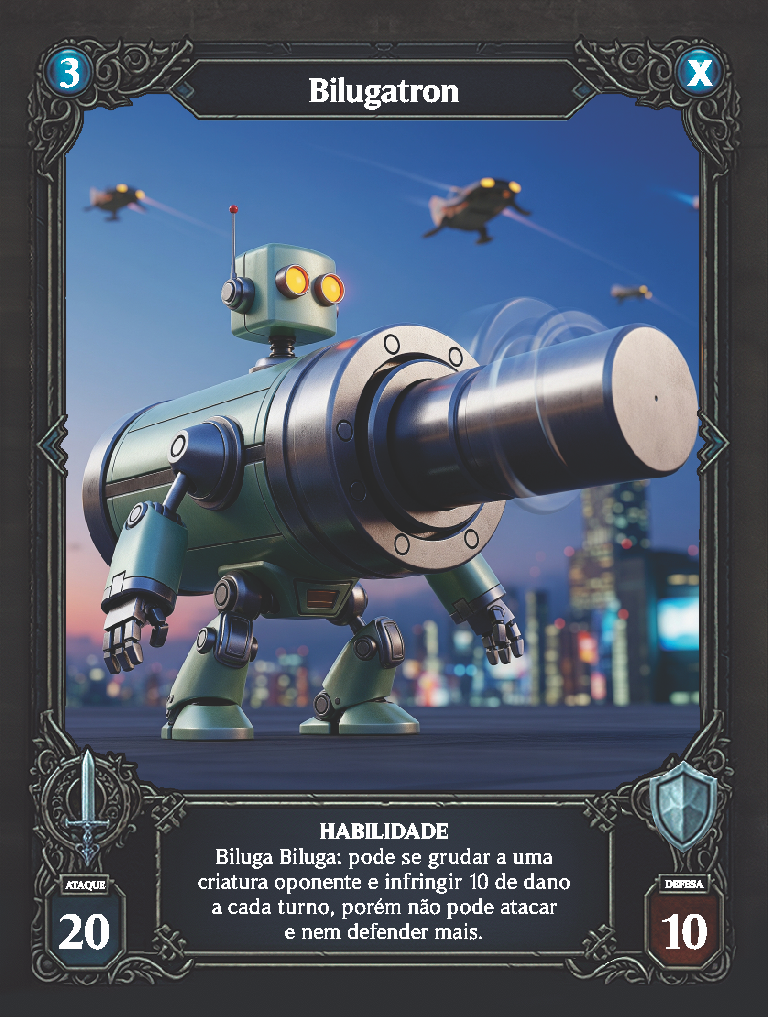 3
Bilugatron
X
HABILIDADE
Biluga Biluga: pode se grudar a uma
criatura oponente e infringir 10 de dano
a cada turno, porém não pode atacar
e nem defender mais.
ATAQUE
20
DEFESA
10